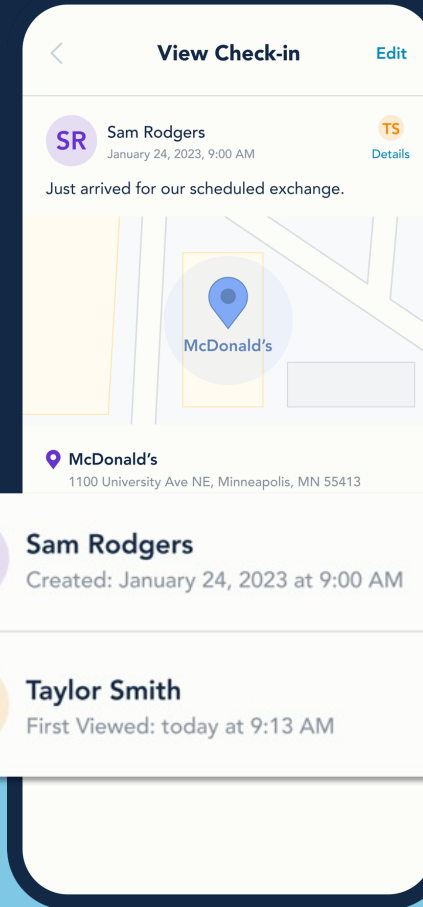 View Check-in
Edit
SR
Sam Rodgers
January 24, 2023, 9:00 AM
TS
Details
Just arrived for our scheduled exchange.
McDonald's
McDonald's
1100 University Ave NE, Minneapolis, MN 55413
Sam Rodgers
Created: January 24, 2023 at 9:00 AM
Taylor Smith
First Viewed: today at 9:13 AM